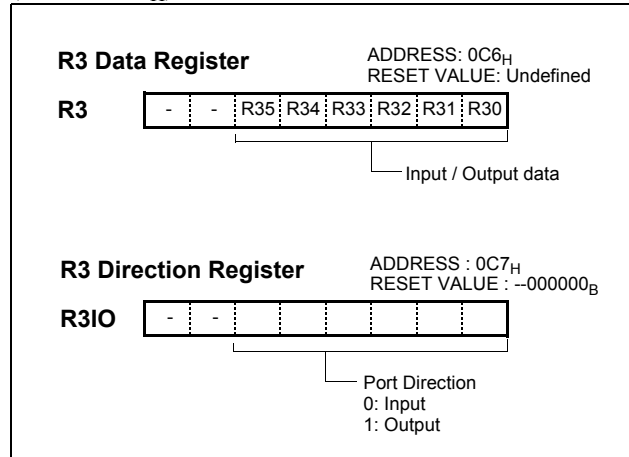 R3 Data Register
ADDRESS: 0C6H
RESET VALUE: Undefined
R3 - - R35 R34 R33 R32 R31 R30
Input / Output data
R3 Direction Register
ADDRESS : 0C7H
RESET VALUE : --000000B
R3IO - -
Port Direction
0: Input
1: Output